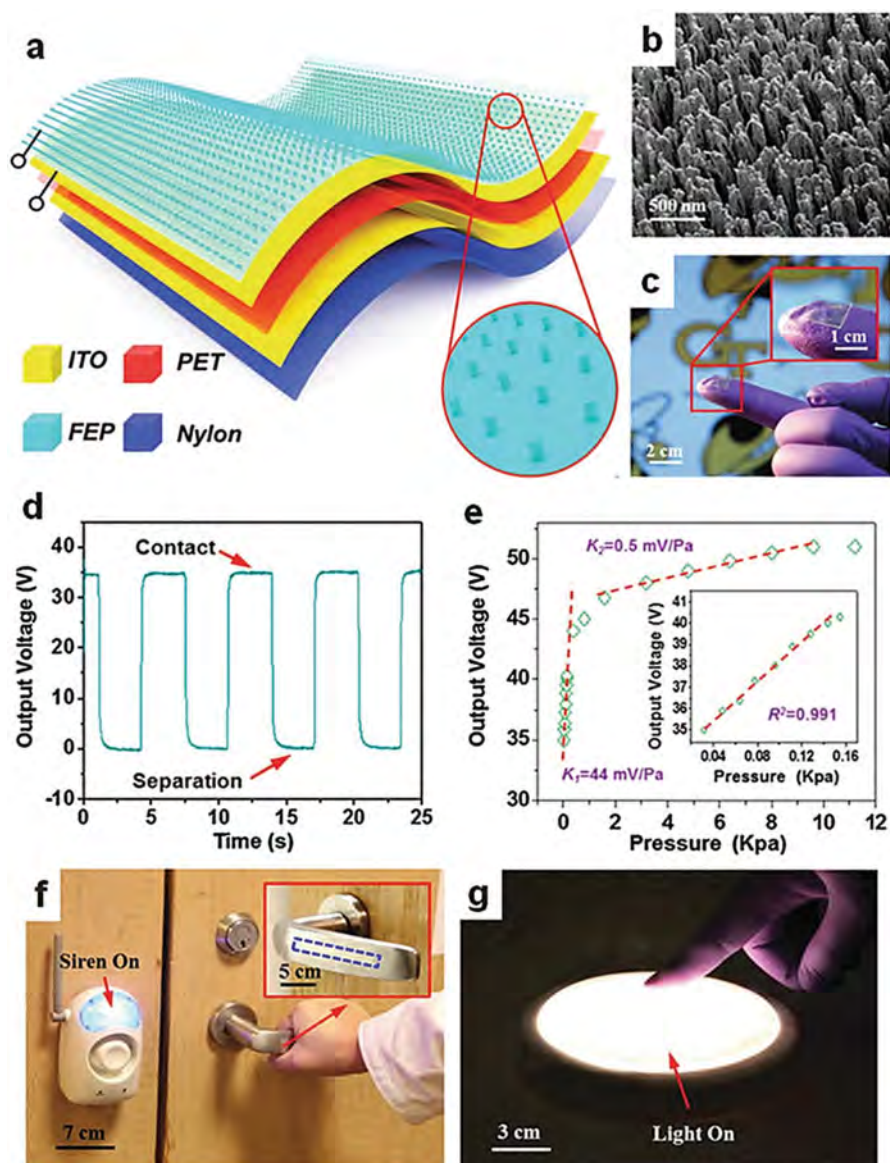 a
ITO
PET
FEP
Nylon
b
500 nm
c
1 cm
2 cm
d
Output Voltage (V)
40
30
20
10
0
-10
Contact
Separation
0
5
10
15
20
25
Time (s)
e
Output Voltage (V)
50
45
40
35
30
K2=0.5 mV/Pa
K1=44 mV/Pa
Output Voltage (V)
41
40
39
38
37
36
35
R²=0.991
0.04
0.08
0.12
0.16
Pressure (Kpa)
0
2
4
6
8
10
12
Pressure (Kpa)
f
Siren On
5 cm
7 cm
g
3 cm
Light On